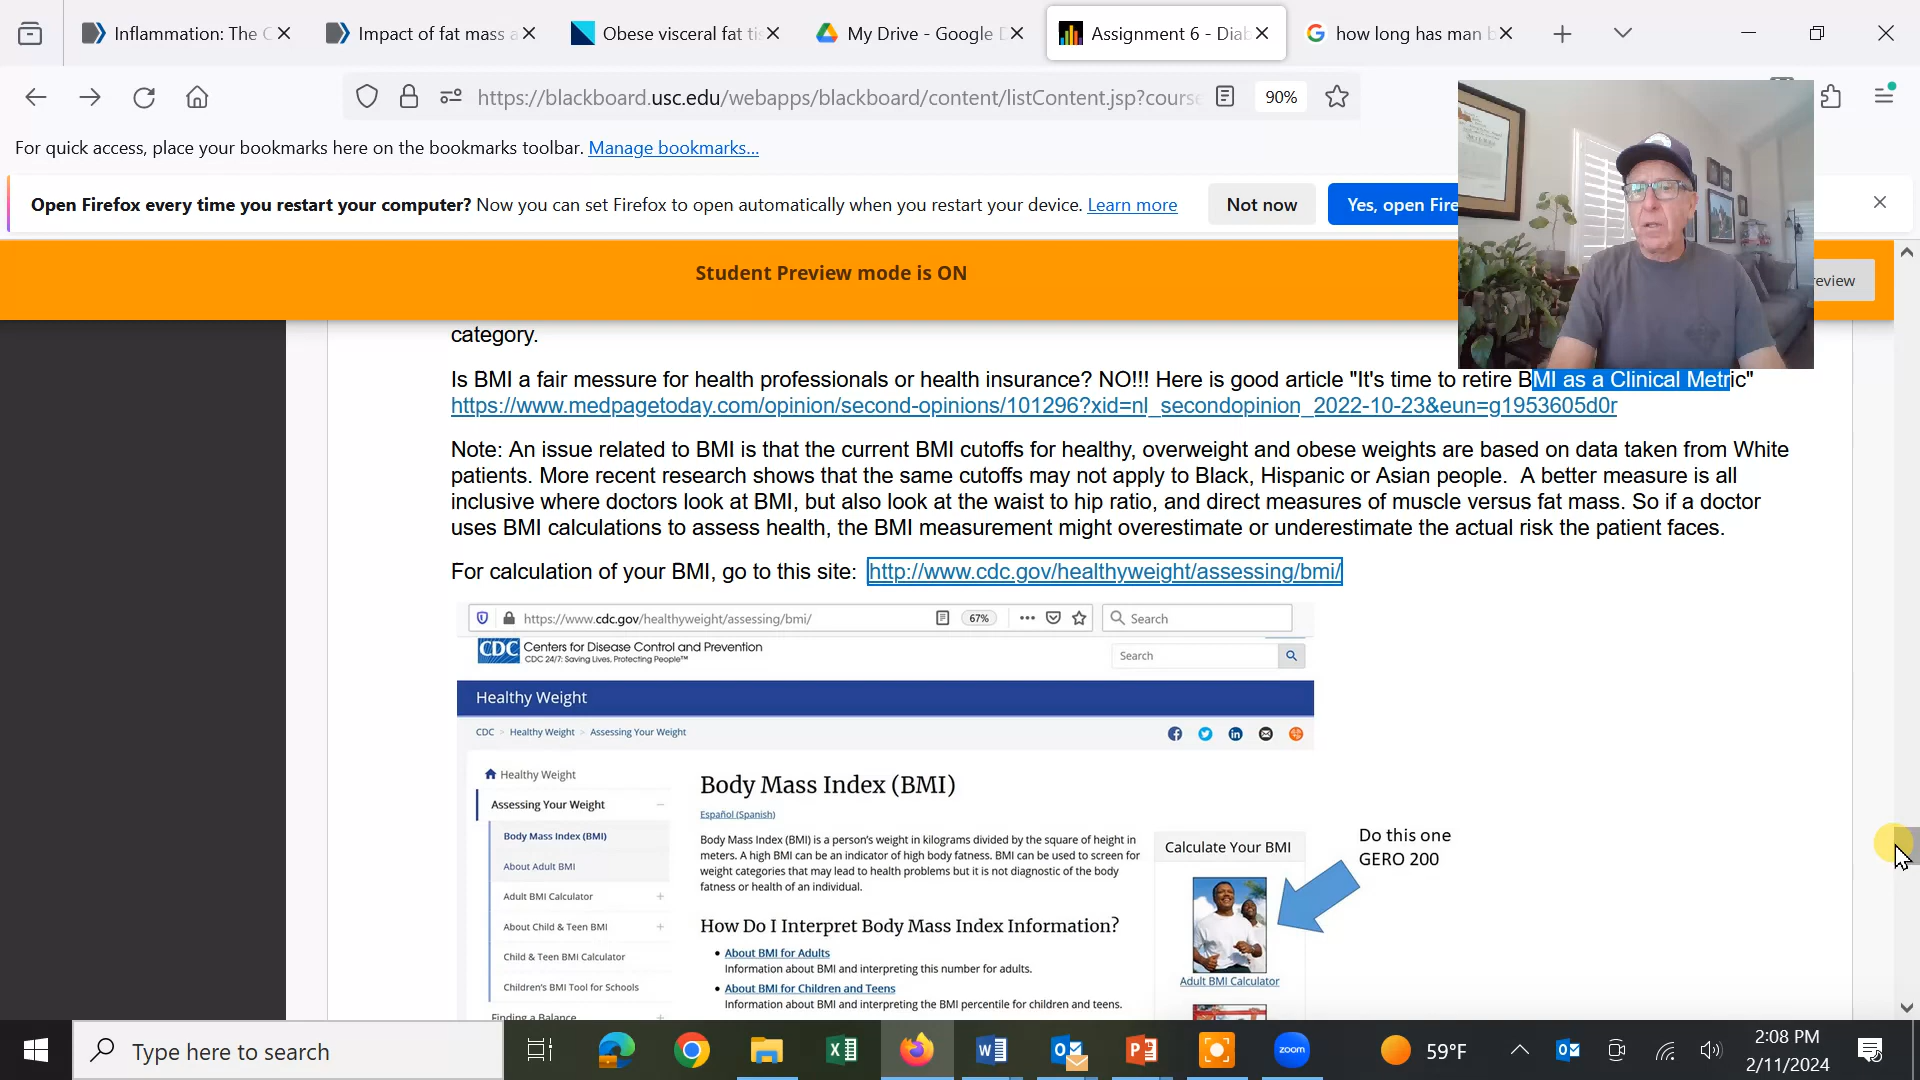 Inflammation: The C
Impact of fat mass a
Obese visceral fat tis
My Drive - Google D
Assignment 6 - Diab
how long has man b
https://blackboard.usc.edu/webapps/blackboard/content/listContent.jsp?course
90%
For quick access, place your bookmarks here on the bookmarks toolbar. Manage bookmarks...
Open Firefox every time you restart your computer? Now you can set Firefox to open automatically when you restart your device. Learn more
Not now
Yes, open Fire
Student Preview mode is ON
eview
category.
Is BMI a fair messure for health professionals or health insurance? NO!!! Here is good article "It's time to retire BMI as a Clinical Metric"
https://www.medpagetoday.com/opinion/second-opinions/101296?xid=nl_secondopinion_2022-10-23&eun=g1953605d0r
Note: An issue related to BMI is that the current BMI cutoffs for healthy, overweight and obese weights are based on data taken from White
patients. More recent research shows that the same cutoffs may not apply to Black, Hispanic or Asian people. A better measure is all
inclusive where doctors look at BMI, but also look at the waist to hip ratio, and direct measures of muscle versus fat mass. So if a doctor
uses BMI calculations to assess health, the BMI measurement might overestimate or underestimate the actual risk the patient faces.
For calculation of your BMI, go to this site: http://www.cdc.gov/healthyweight/assessing/bmi/
https://www.cdc.gov/healthyweight/assessing/bmi/
67%
Search
CDC Centers for Disease Control and Prevention
CDC 24/7: Saving Lives, Protecting People™
Search
Healthy Weight
CDC > Healthy Weight > Assessing Your Weight
Healthy Weight
Assessing Your Weight
Body Mass Index (BMI)
About Adult BMI
Adult BMI Calculator
About Child & Teen BMI
Child & Teen BMI Calculator
Children's BMI Tool for Schools
Finding a Balance
Body Mass Index (BMI)
Español (Spanish)
Body Mass Index (BMI) is a person's weight in kilograms divided by the square of height in
meters. A high BMI can be an indicator of high body fatness. BMI can be used to screen for
weight categories that may lead to health problems but it is not diagnostic of the body
fatness or health of an individual.
How Do I Interpret Body Mass Index Information?
About BMI for Adults
Information about BMI and interpreting this number for adults.
About BMI for Children and Teens
Information about BMI and interpreting the BMI percentile for children and teens.
Calculate Your BMI
Adult BMI Calculator
Do this one
GERO 200
Type here to search
zoom
59°F
2:08 PM
2/11/2024